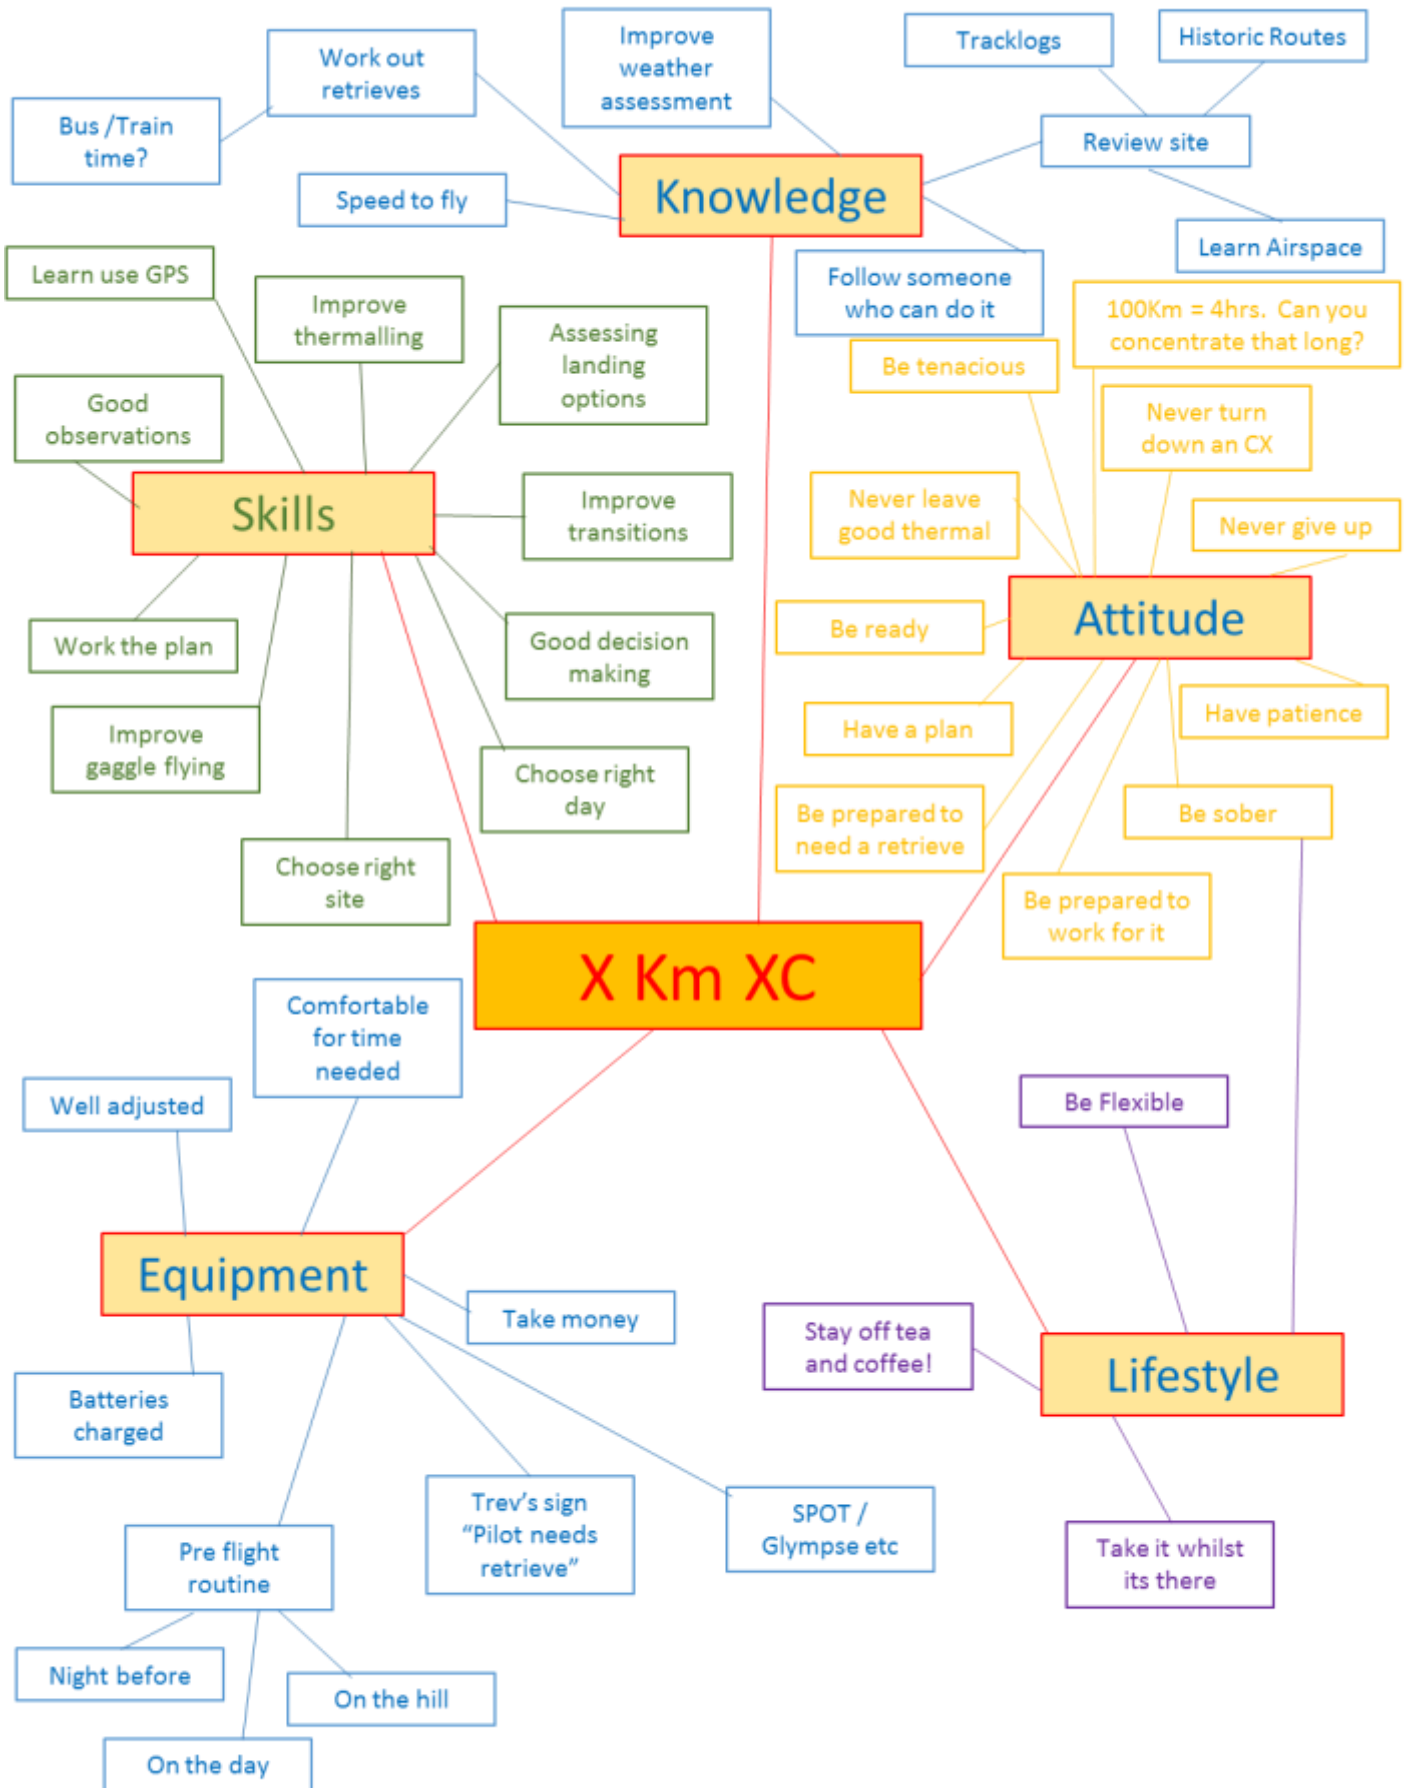 Work out
retrieves
Improve
weather
assessment
Tracklogs
Historic Routes
Bus /Train
time?
Review site
Speed to fly
Knowledge
Learn Airspace
Follow someone
who can do it
Learn use GPS
Improve
thermalling
Assessing
landing
options
100Km = 4hrs.  Can you
concentrate that long?
Be tenacious
Good
observations
Never turn
down an CX
Skills
Improve
transitions
Never leave
good thermal
Never give up
Work the plan
Good decision
making
Be ready
Attitude
Improve
gaggle flying
Choose right
day
Have a plan
Have patience
Choose right
site
Be prepared to
need a retrieve
Be sober
Be prepared to
work for it
X Km XC
Comfortable
for time
needed
Well adjusted
Be Flexible
Equipment
Take money
Stay off tea
and coffee!
Lifestyle
Batteries
charged
Trev’s sign
“Pilot needs
retrieve”
SPOT /
Glympse etc
Pre flight
routine
Take it whilst
its there
Night before
On the hill
On the day